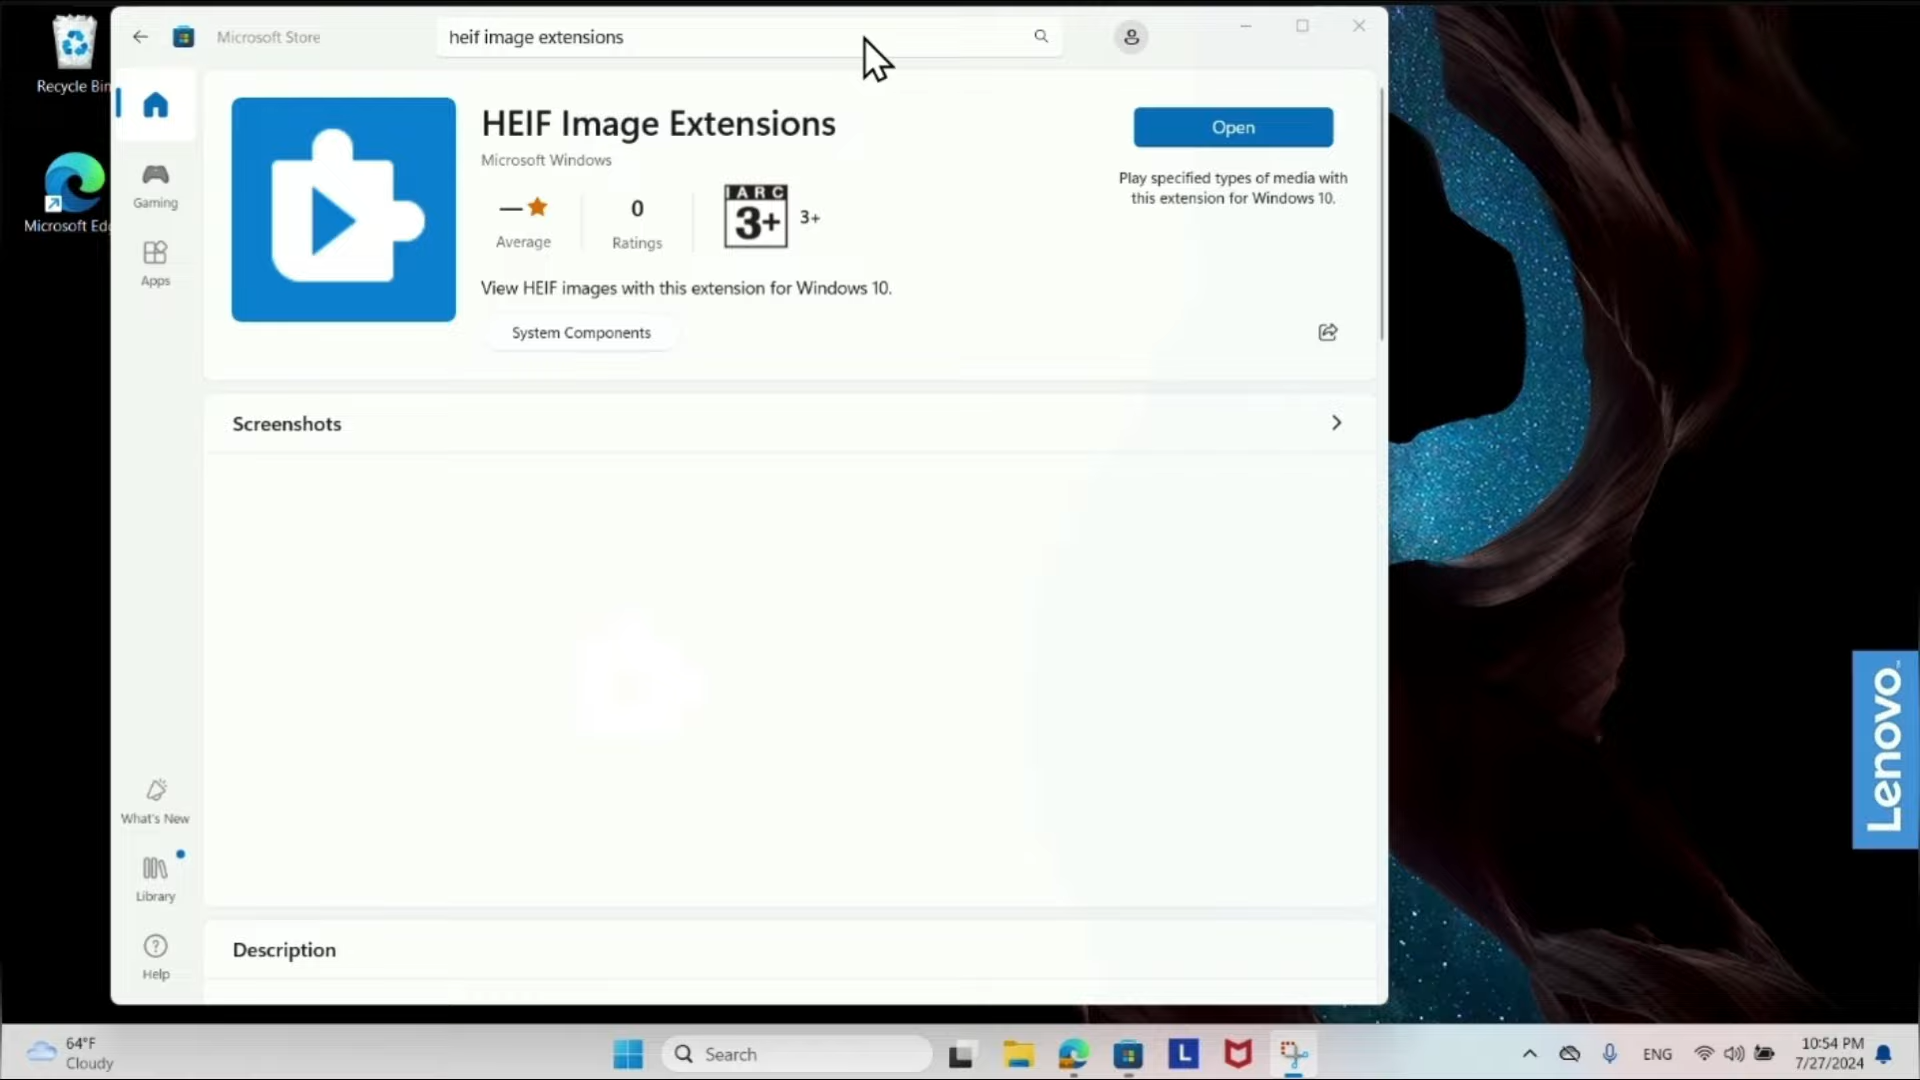 Recycle Bin
Microsoft Edg
Microsoft Store
heif image extensions
Gaming
Apps
What's New
Library
Help
HEIF Image Extensions
Microsoft Windows
Average
0
Ratings
IARC
3+
3+
View HEIF images with this extension for Windows 10.
System Components
Open
Play specified types of media with
this extension for Windows 10.
Screenshots
Description
Lenovo
64°F
Cloudy
Search
L
ENG
10:54 PM
7/27/2024